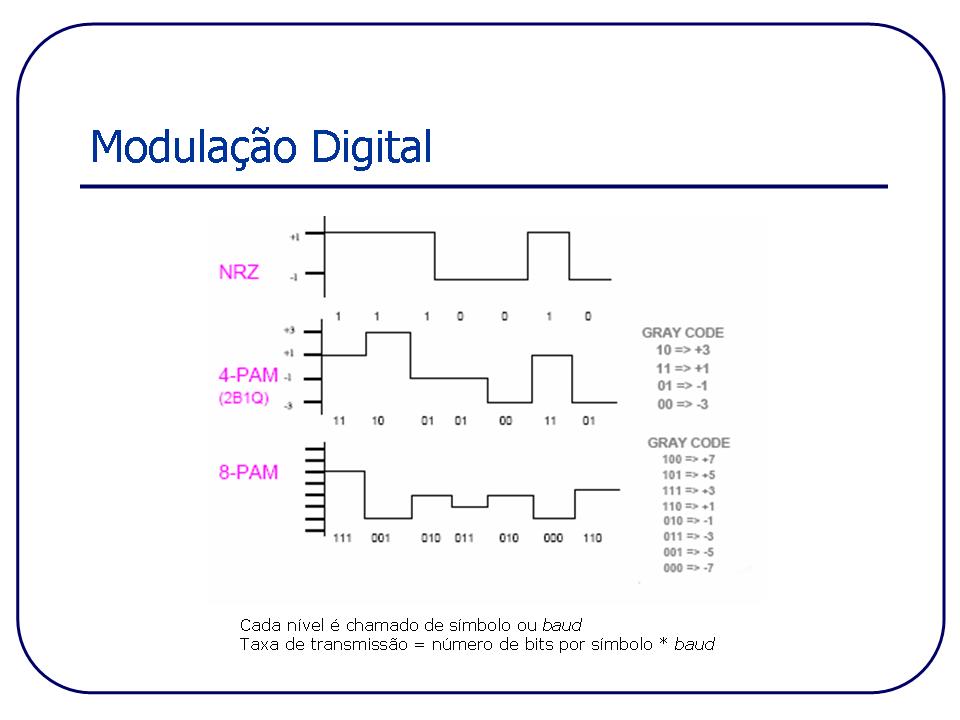 Modulação Digital
+1
NRZ
-1
1 1 1 0 0 1 0
+3
+1
4-PAM
-1
(2B1Q)
-3
11 10 01 01 00 11 01
GRAY CODE
10 => +3
11 => +1
01 => -1
00 => -3
8-PAM
111 001 010 011 010 000 110
GRAY CODE
100 => +7
101 => +5
111 => +3
110 => +1
010 => -1
011 => -3
001 => -5
000 => -7
Cada nível é chamado de símbolo ou baud
Taxa de transmissão = número de bits por símbolo * baud